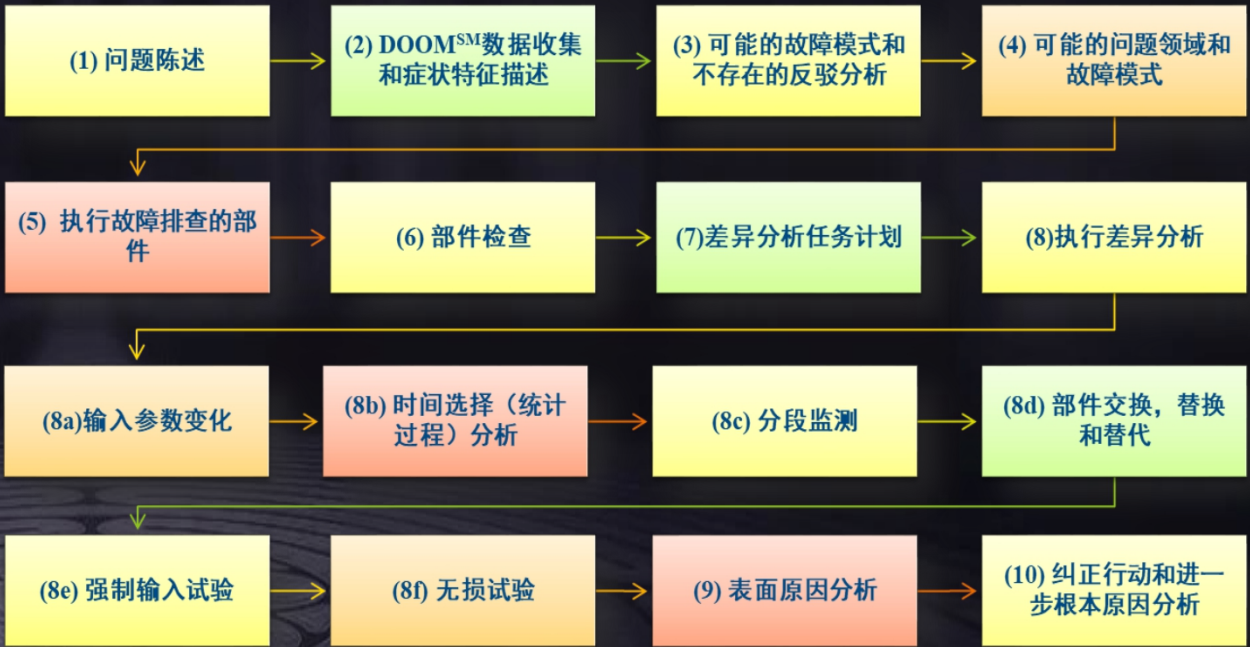 (1) 问题陈述
(2) DOOMSM数据收集
和症状特征描述
(3) 可能的故障模式和
不存在的反驳分析
(4) 可能的问题领域和
故障模式
(5) 执行故障排查的部
件
(6) 部件检查
(7)差异分析任务计划
(8)执行差异分析
(8a)输入参数变化
(8b) 时间选择（统计
过程）分析
(8c) 分段监测
(8d) 部件交换，替换
和替代
(8e) 强制输入试验
(8f) 无损试验
(9) 表面原因分析
(10) 纠正行动和进一
步根本原因分析